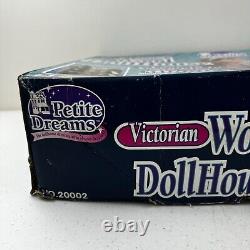 Petite
Dreams
Victorian
Wo
DollHou
NO.20002